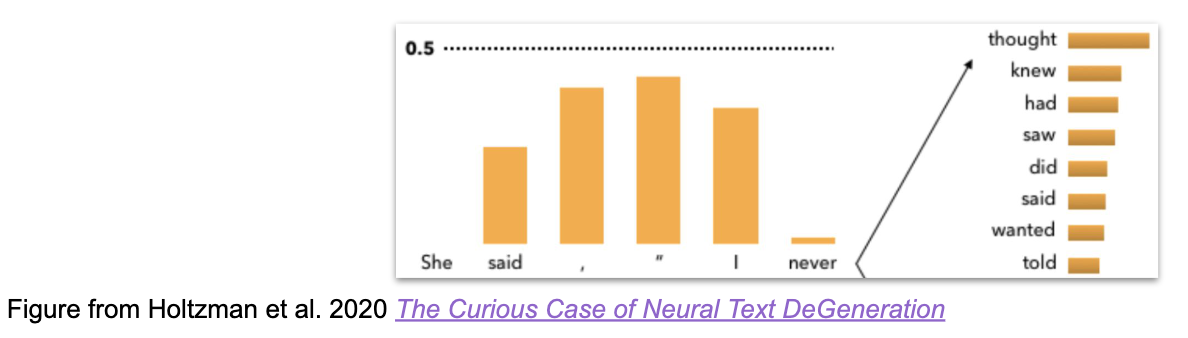 0.5
She said , " I never
thought
knew
had
saw
did
said
wanted
told
Figure from Holtzman et al. 2020 The Curious Case of Neural Text DeGeneration